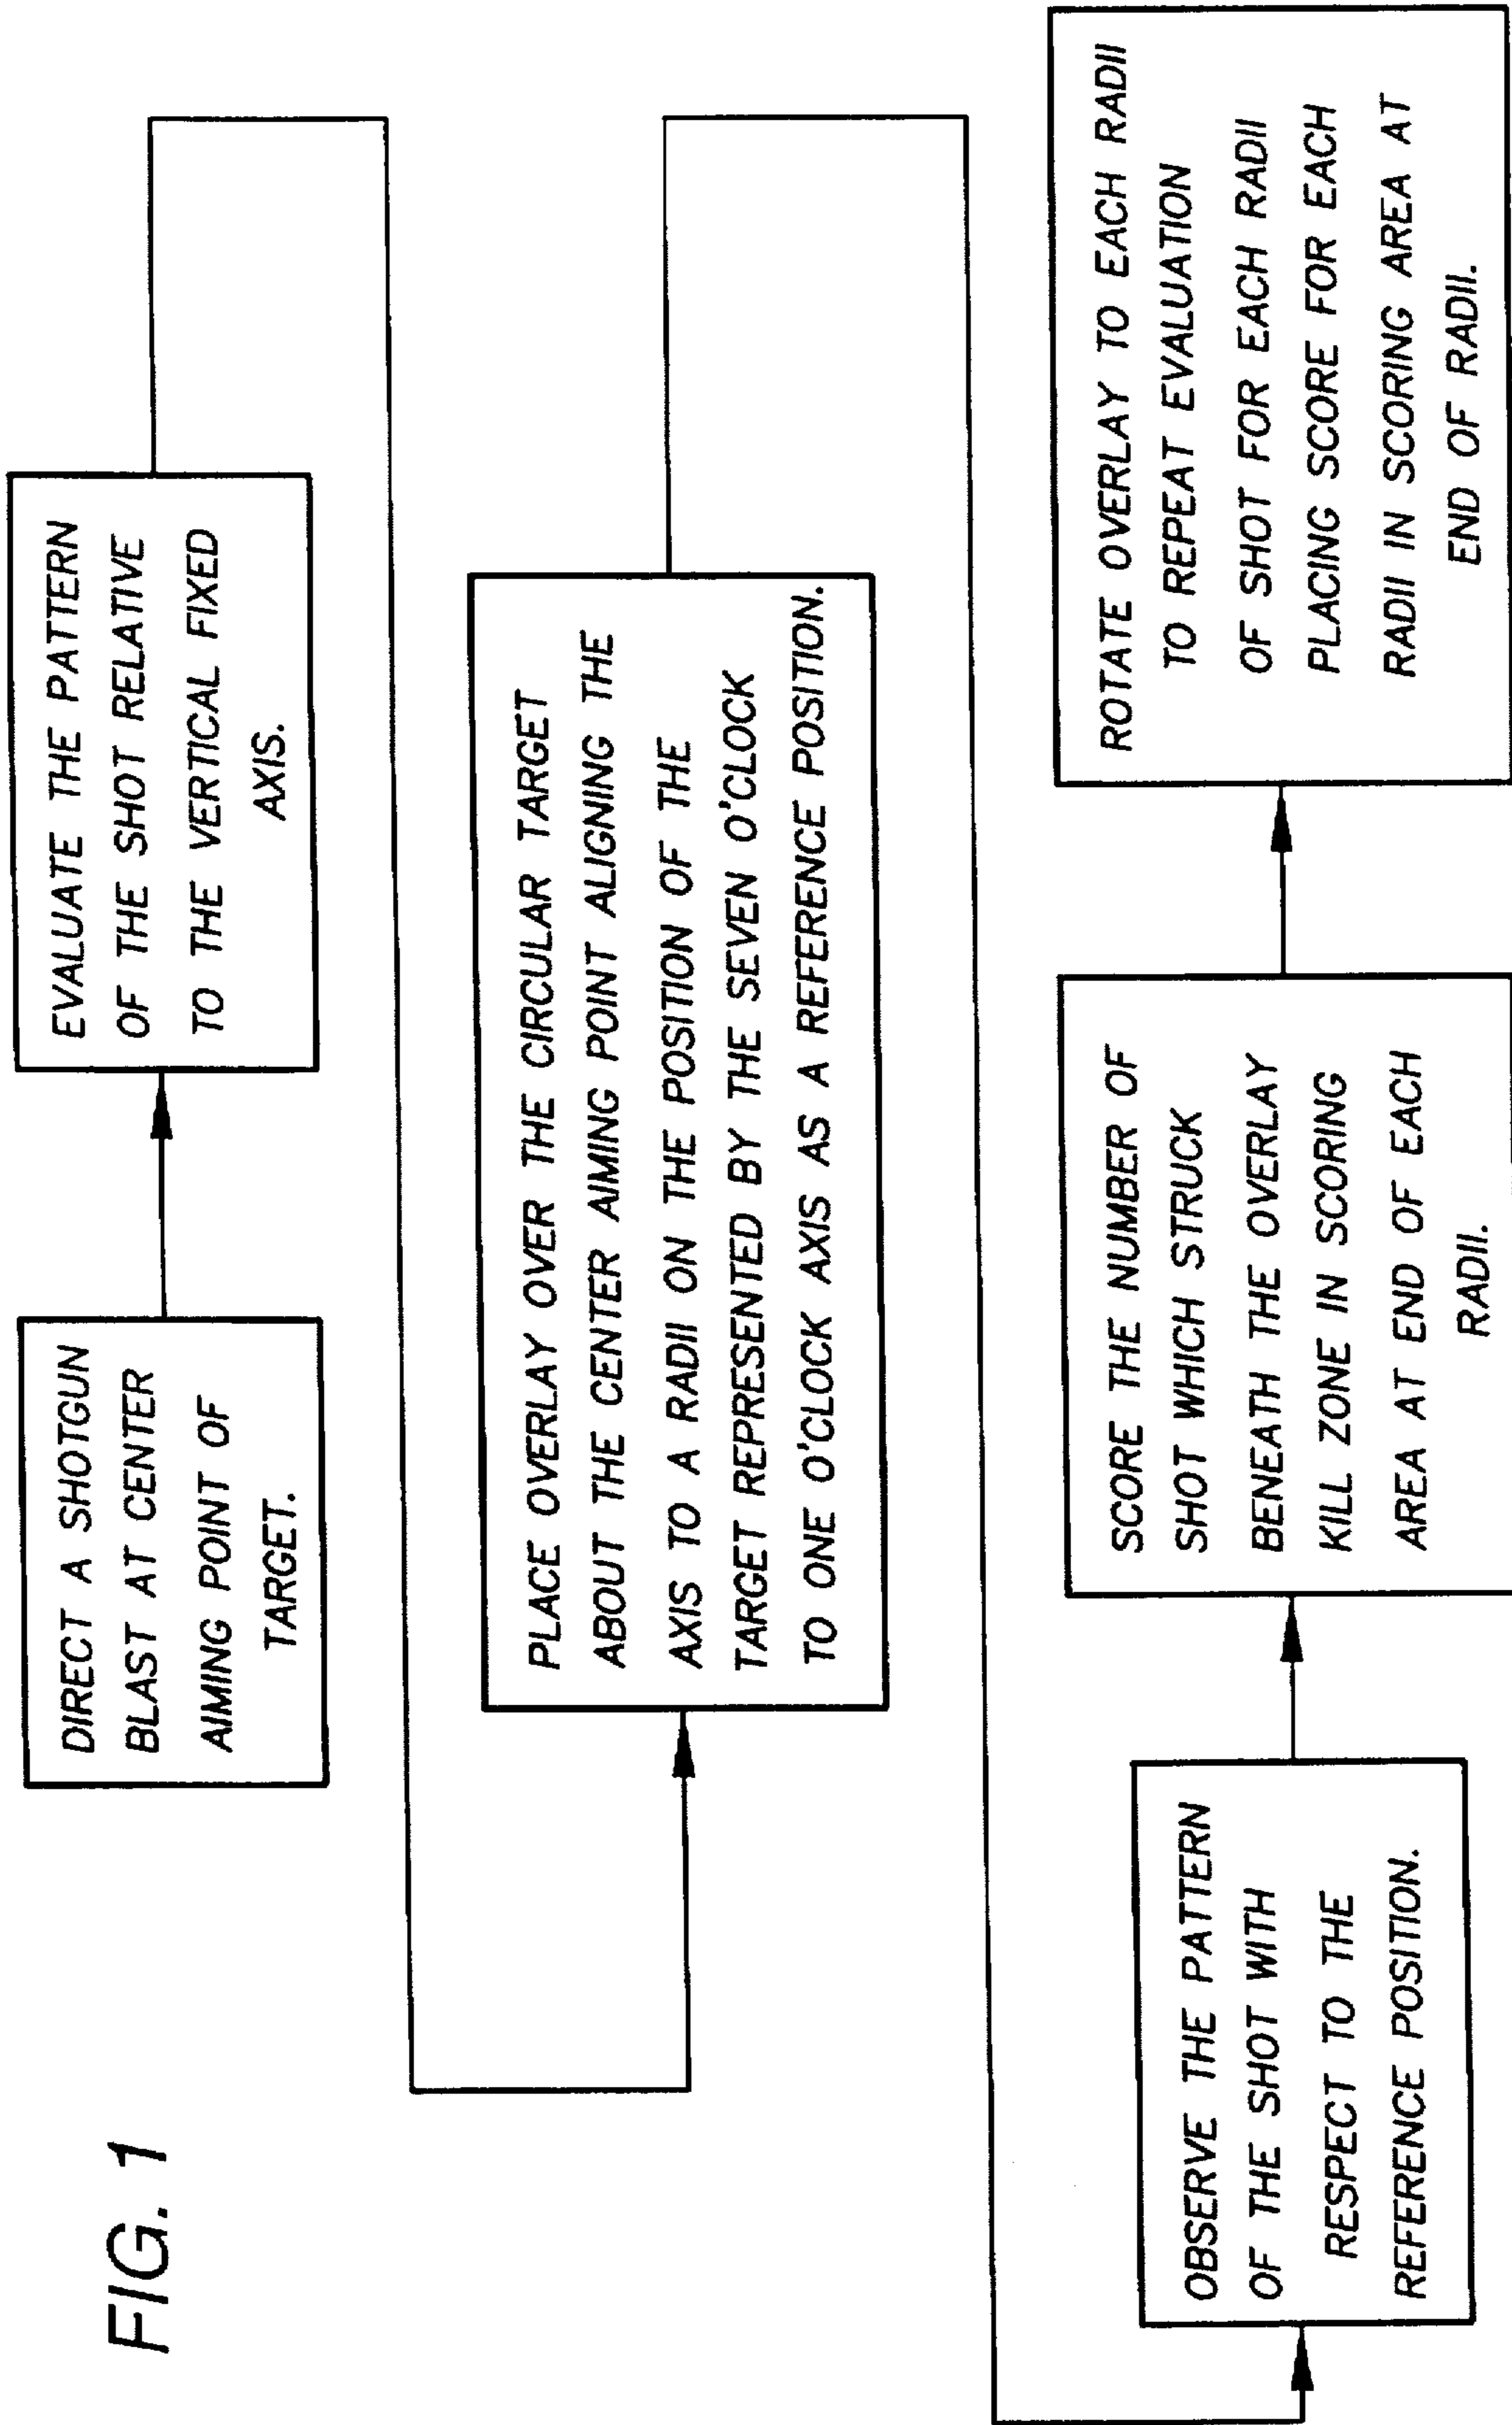 FIG. 1
DIRECT A SHOTGUN
BLAST AT CENTER
AIMING POINT OF
TARGET.
EVALUATE THE PATTERN
OF THE SHOT RELATIVE
TO THE VERTICAL FIXED
AXIS.
PLACE OVERLAY OVER THE CIRCULAR TARGET
ABOUT THE CENTER AIMING POINT ALIGNING THE
AXIS TO A RADII ON THE POSITION OF THE
TARGET REPRESENTED BY THE SEVEN O'CLOCK
TO ONE O'CLOCK AXIS AS A REFERENCE POSITION.
OBSERVE THE PATTERN
OF THE SHOT WITH
RESPECT TO THE
REFERENCE POSITION.
SCORE THE NUMBER OF
SHOT WHICH STRUCK
BENEATH THE OVERLAY
KILL ZONE IN SCORING
AREA AT END OF EACH
RADII.
ROTATE OVERLAY TO EACH RADII
TO REPEAT EVALUATION
OF SHOT FOR EACH RADII
PLACING SCORE FOR EACH
RADII IN SCORING AREA AT
END OF RADII.